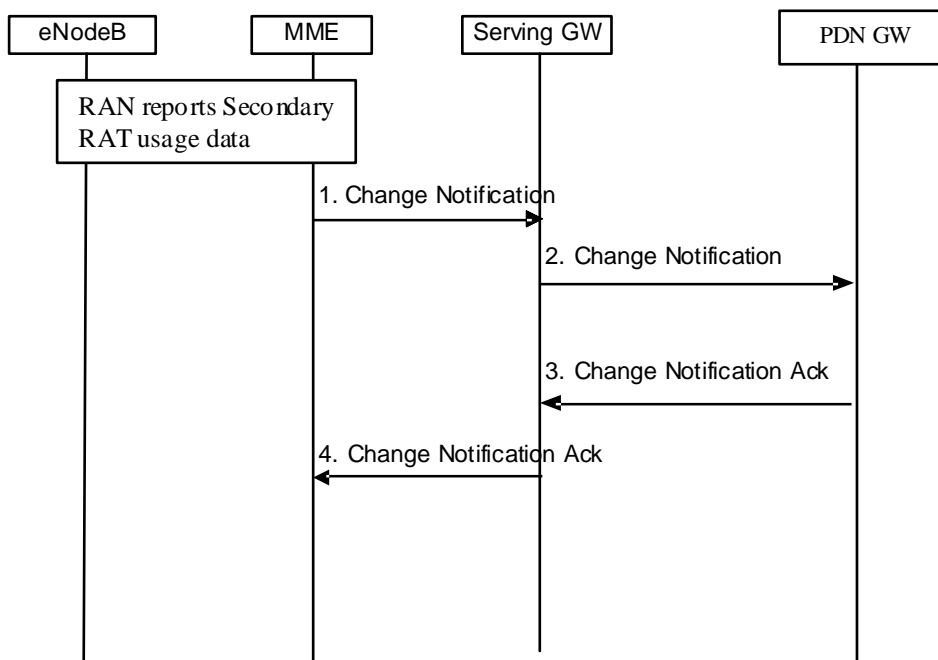 eNodeB
MME
Serving GW
PDN GW
RAN reports Secondary
RAT usage data
1. Change Notification
2. Change Notification
3. Change Notification Ack
4. Change Notification Ack